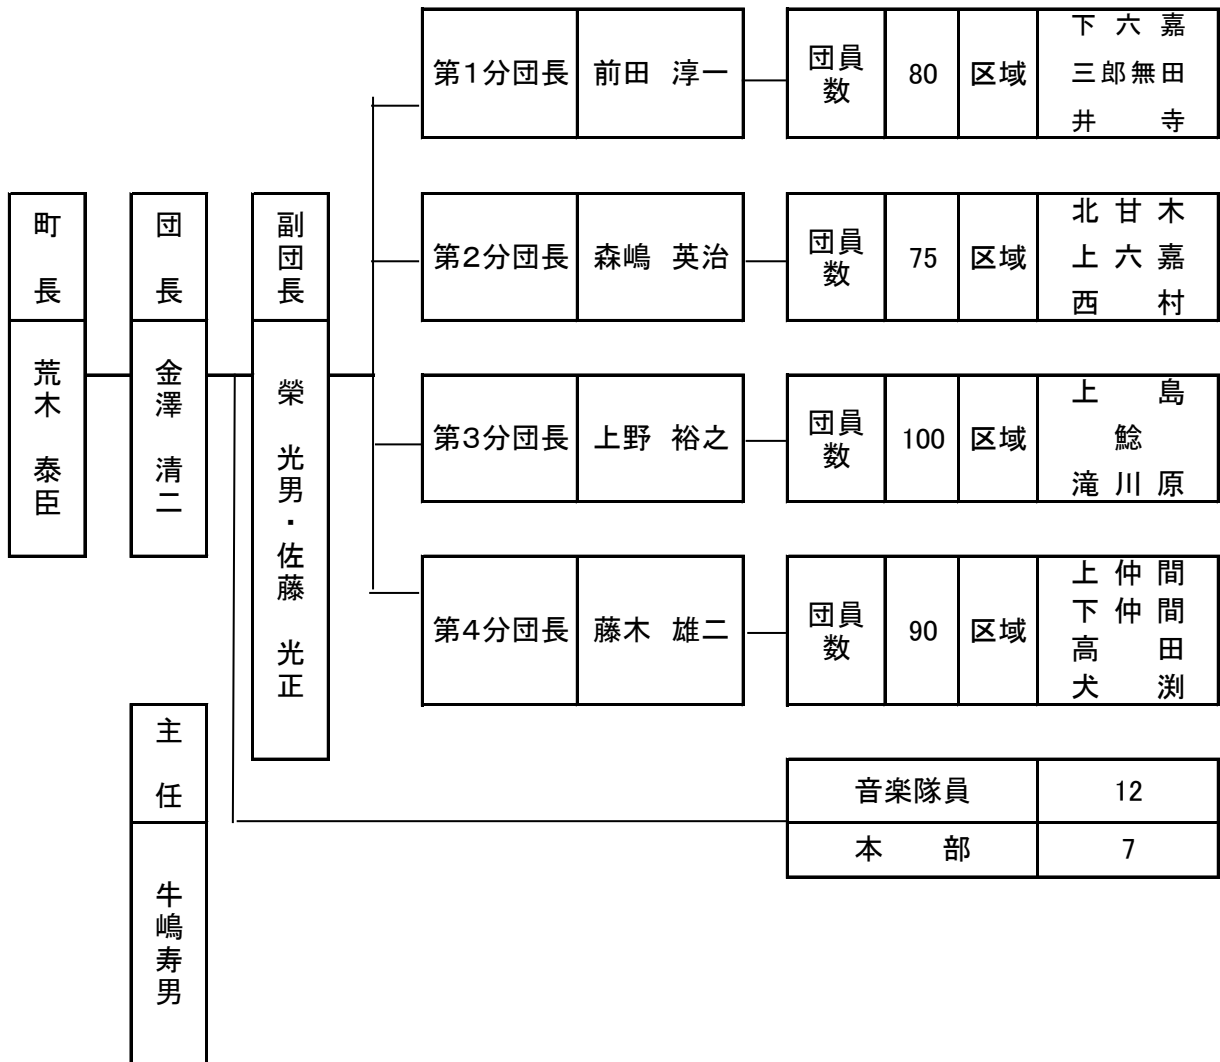 町長
荒木 泰臣
団長
金澤 清二
副団長
榮 光男・佐藤 光正
主任
牛嶋寿男
第1分団長 前田 淳一 団員数 80 区域 下六嘉
三郎無田
井寺
第2分団長 森嶋 英治 団員数 75 区域 北甘木
上六嘉
西村
第3分団長 上野 裕之 団員数 100 区域 上島
鯰
滝川原
第4分団長 藤木 雄二 団員数 90 区域 上仲間
下仲間
高田
犬渕
音楽隊員 12
本部 7